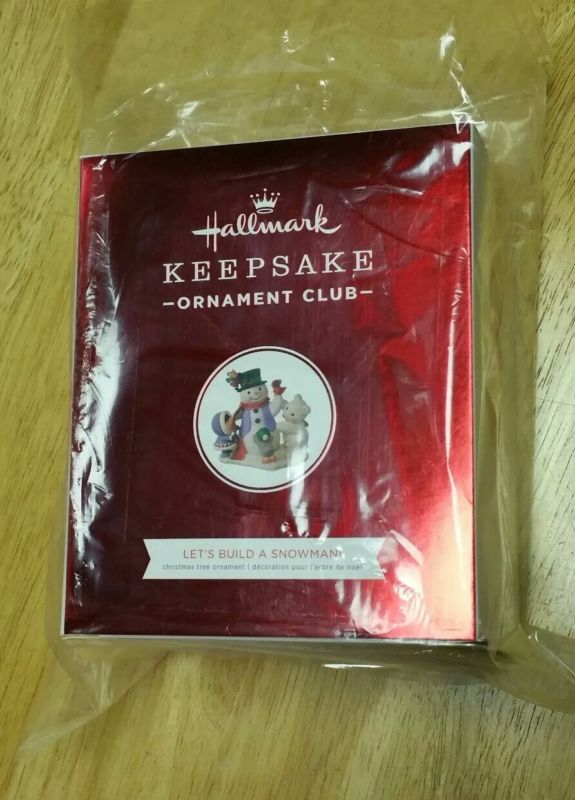 Hallmark
KEEPSAKE
–ORNAMENT CLUB–
LET'S BUILD A SNOWMAN!
christmas tree ornament | décoration pour l'arbre de noël